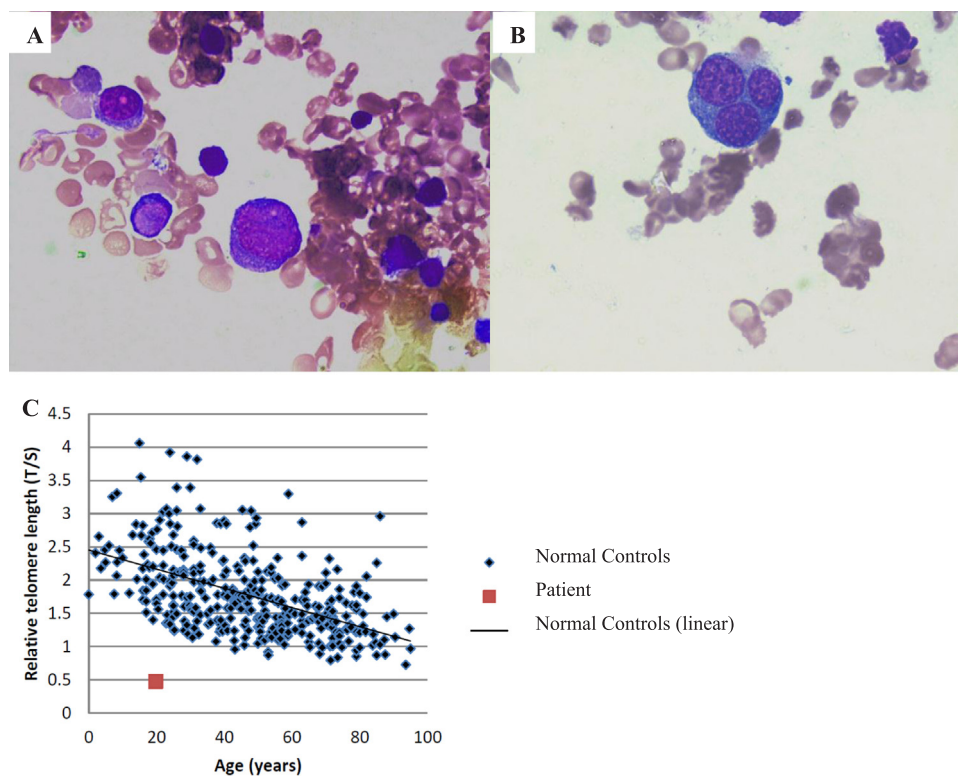 A
B
C
Relative telomere length (T/S)
4.5
4
3.5
3
2.5
2
1.5
1
0.5
0
0
20
40
60
80
100
Age (years)
Normal Controls
Patient
Normal Controls (linear)